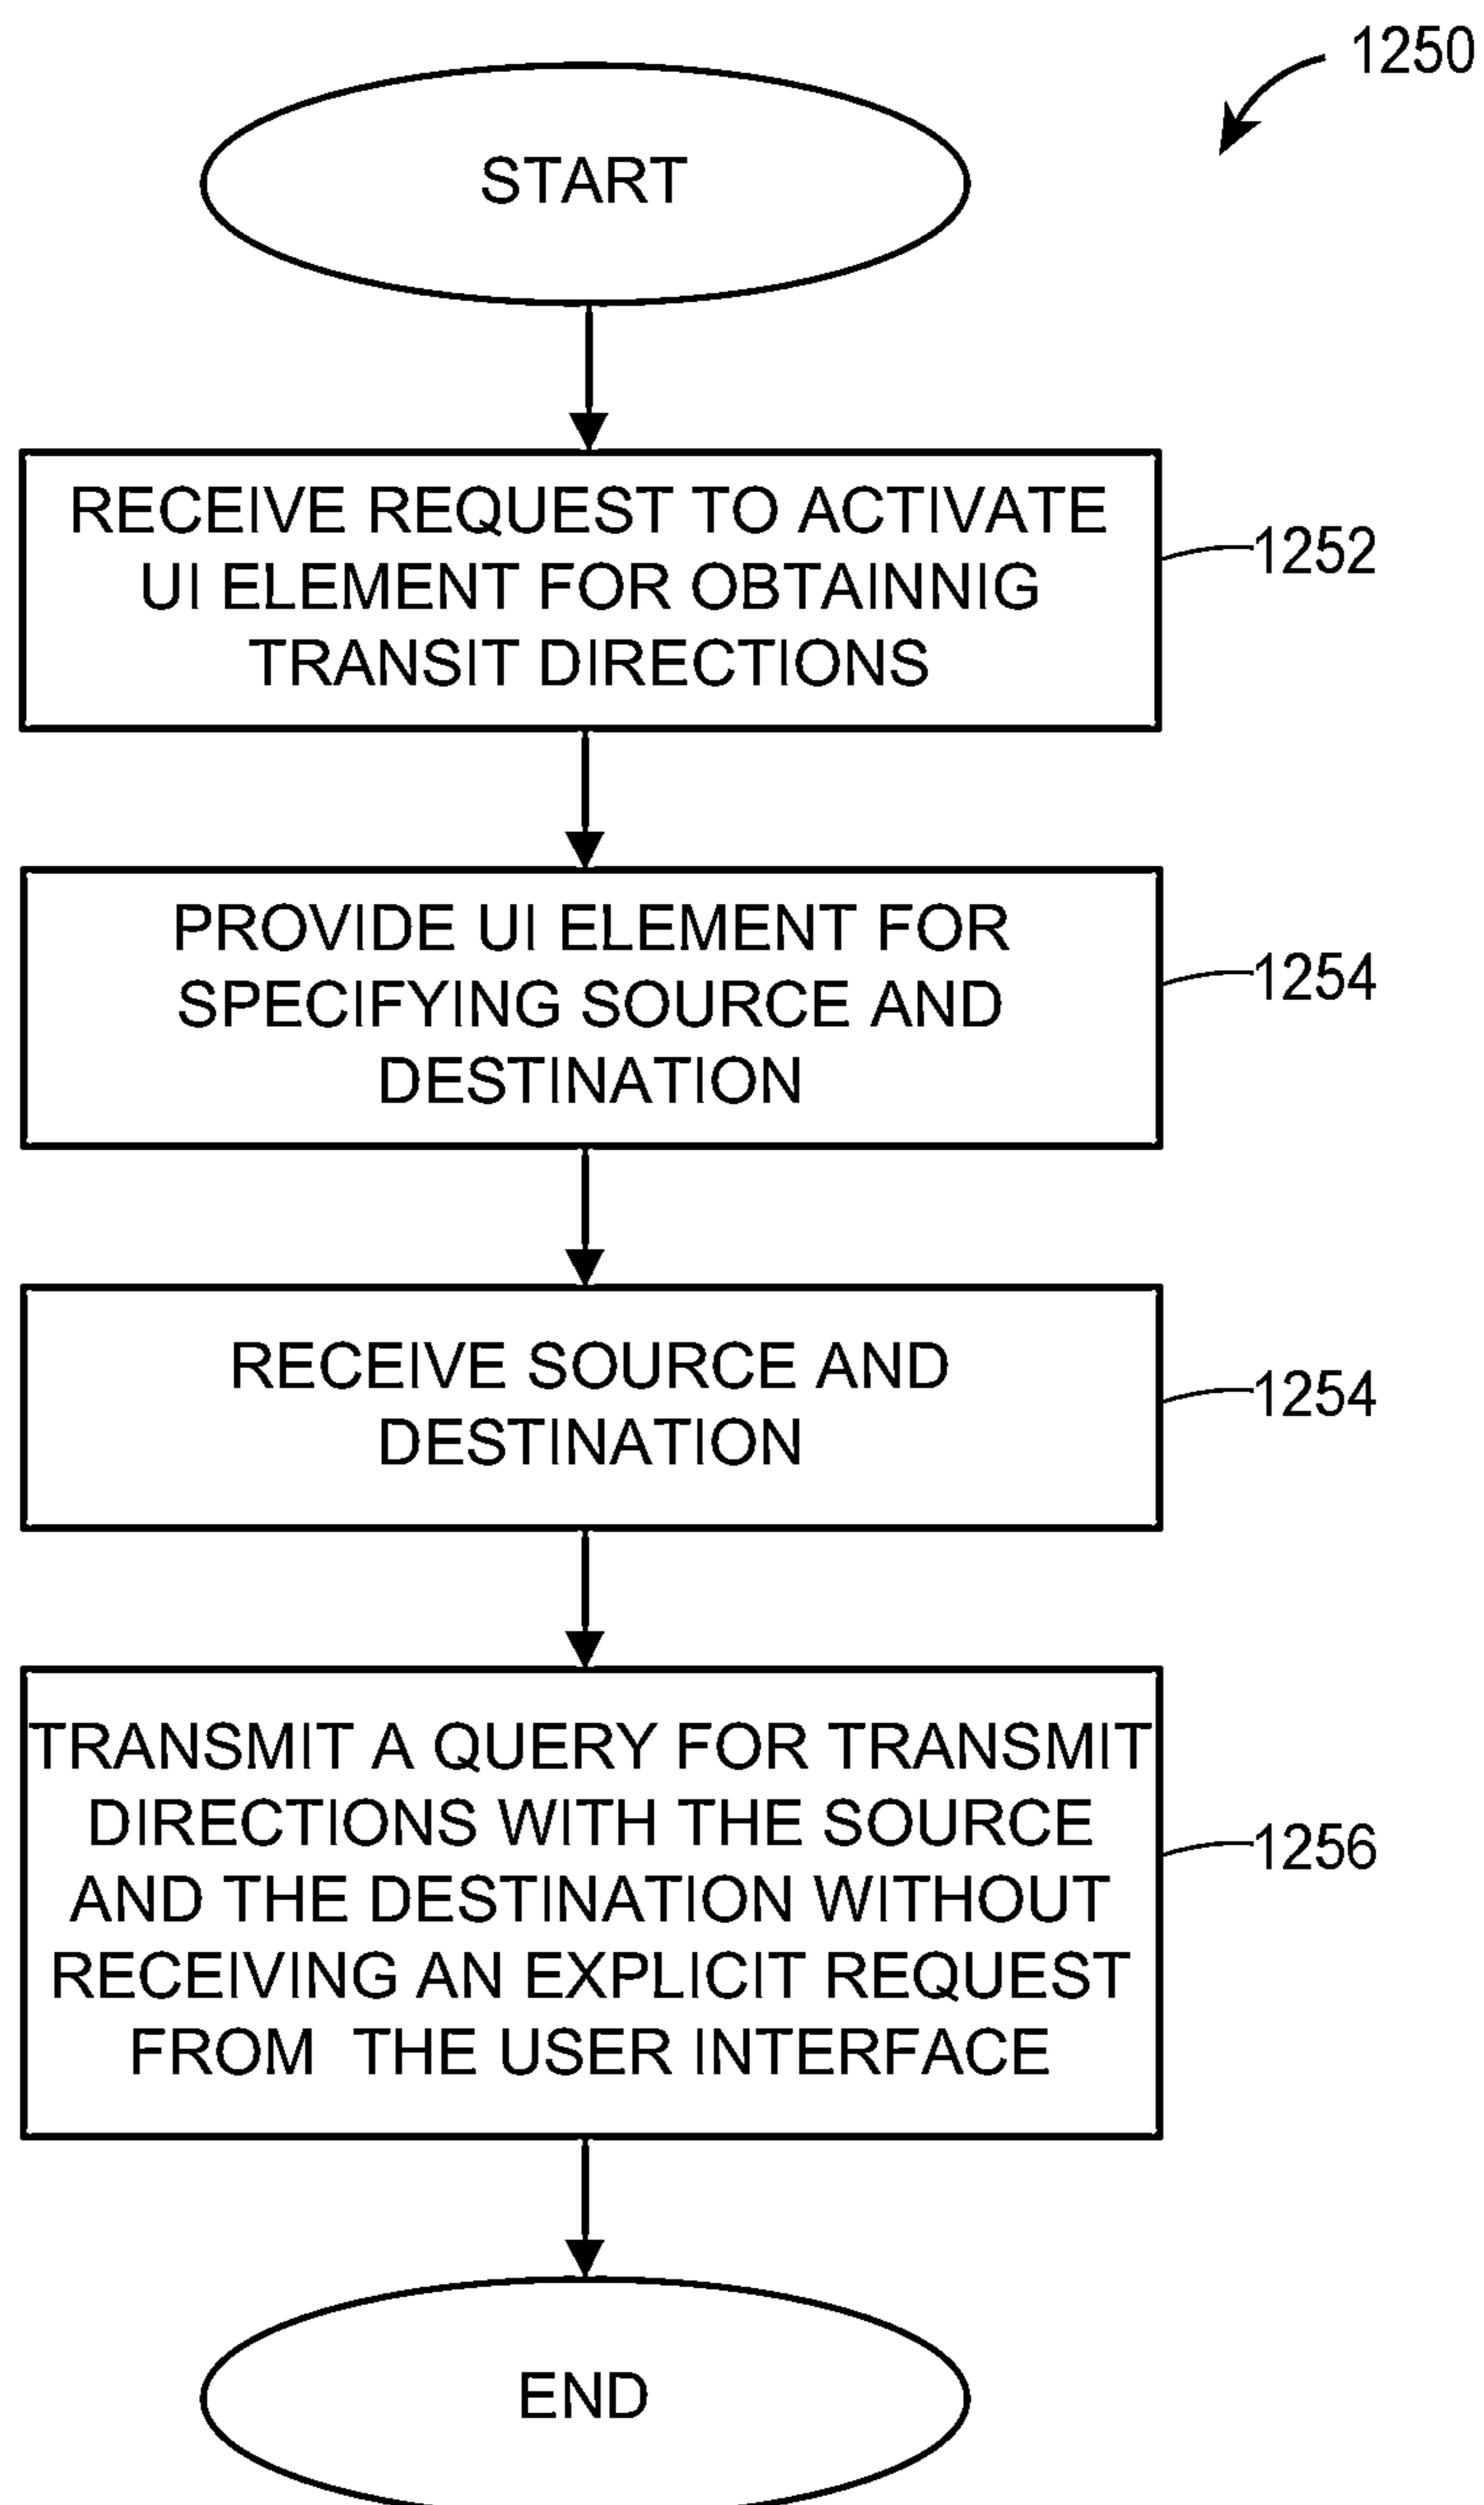 1250
START
RECEIVE REQUEST TO ACTIVATE
UI ELEMENT FOR OBTAINNIG
TRANSIT DIRECTIONS
1252
PROVIDE UI ELEMENT FOR
SPECIFYING SOURCE AND
DESTINATION
1254
RECEIVE SOURCE AND
DESTINATION
1254
TRANSMIT A QUERY FOR TRANSMIT
DIRECTIONS WITH THE SOURCE
AND THE DESTINATION WITHOUT
RECEIVING AN EXPLICIT REQUEST
FROM THE USER INTERFACE
1256
END